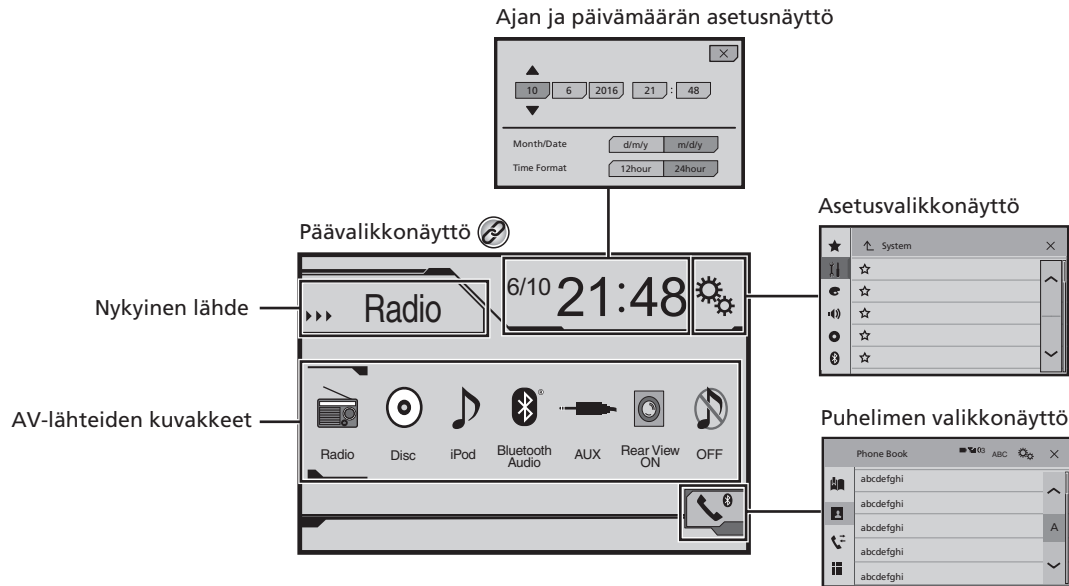 Ajan ja päivämäärän asetusnäyttö
10 6 2016 21 : 48
Month/Date d/m/y m/d/y
Time Format 12hour 24hour
Päävalikkonäyttö
Nykyinen lähde
Radio
6/10 21:48
AV-lähteiden kuvakkeet
Radio
Disc
iPod
Bluetooth
Audio
AUX
Rear View
ON
OFF
Asetusvalikkonäyttö
System
Puhelimen valikkonäyttö
Phone Book 03 ABC
abcdefghi
abcdefghi
abcdefghi
A
abcdefghi
abcdefghi